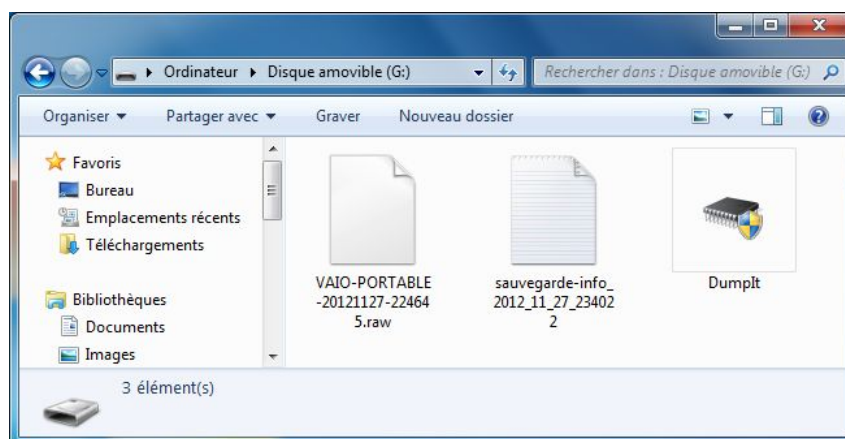 Ordinateur Disque amovible (G:)
Rechercher dans : Disque amovible (G:)
Organiser Partager avec Graver Nouveau dossier
Favoris
Bureau
Emplacements récents
Téléchargements
Bibliothèques
Documents
Images
VAIO-PORTABLE
-20121127-22464
5.raw
sauvegarde-info_
2012_11_27_23402
2
DumpIt
3 élément(s)